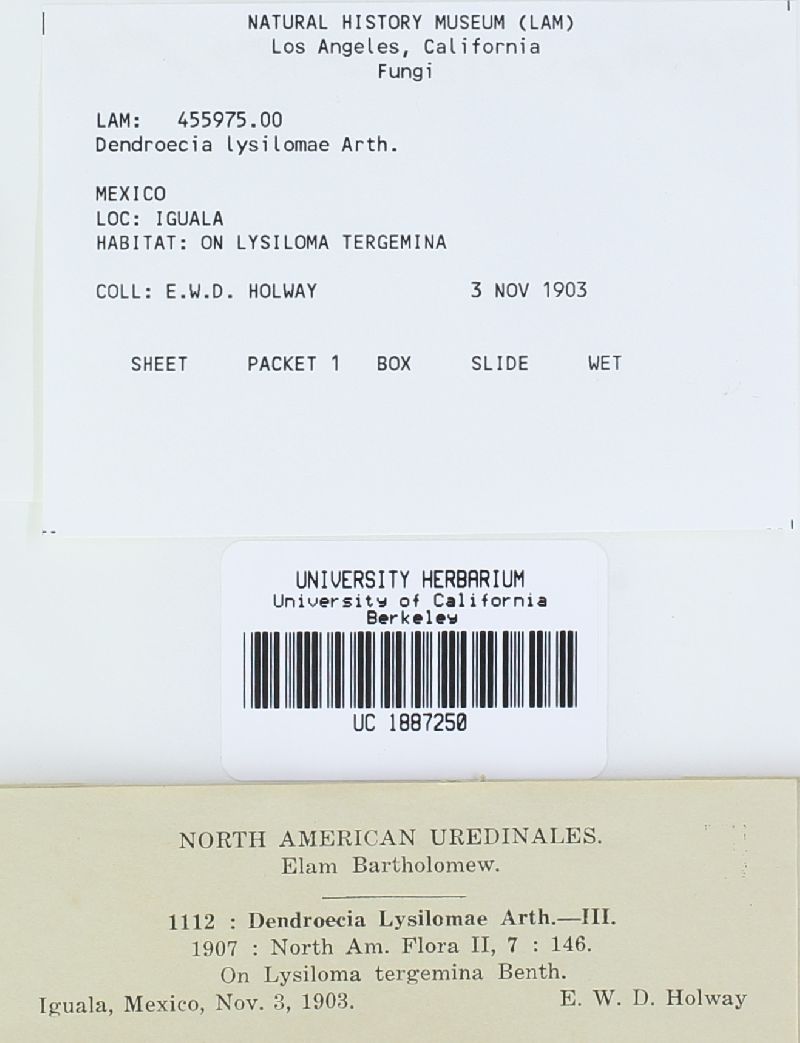 NATURAL HISTORY MUSEUM (LAM)
Los Angeles, California
Fungi
LAM: 455975.00
Dendroecia lysilomae Arth.
MEXICO
LOC: IGUALA
HABITAT: ON LYSILOMA TERGEMINA
COLL: E.W.D. HOLWAY 3 NOV 1903
SHEET PACKET 1 BOX SLIDE WET
UNIVERSITY HERBARIUM
University of California
Berkeley
UC 1887250
NORTH AMERICAN UREDINALES.
Elam Bartholomew.
1112 : Dendroecia Lysilomae Arth.—III.
1907 : North Am. Flora II, 7 : 146.
On Lysiloma tergemina Benth.
Iguala, Mexico, Nov. 3, 1903. E. W. D. Holway